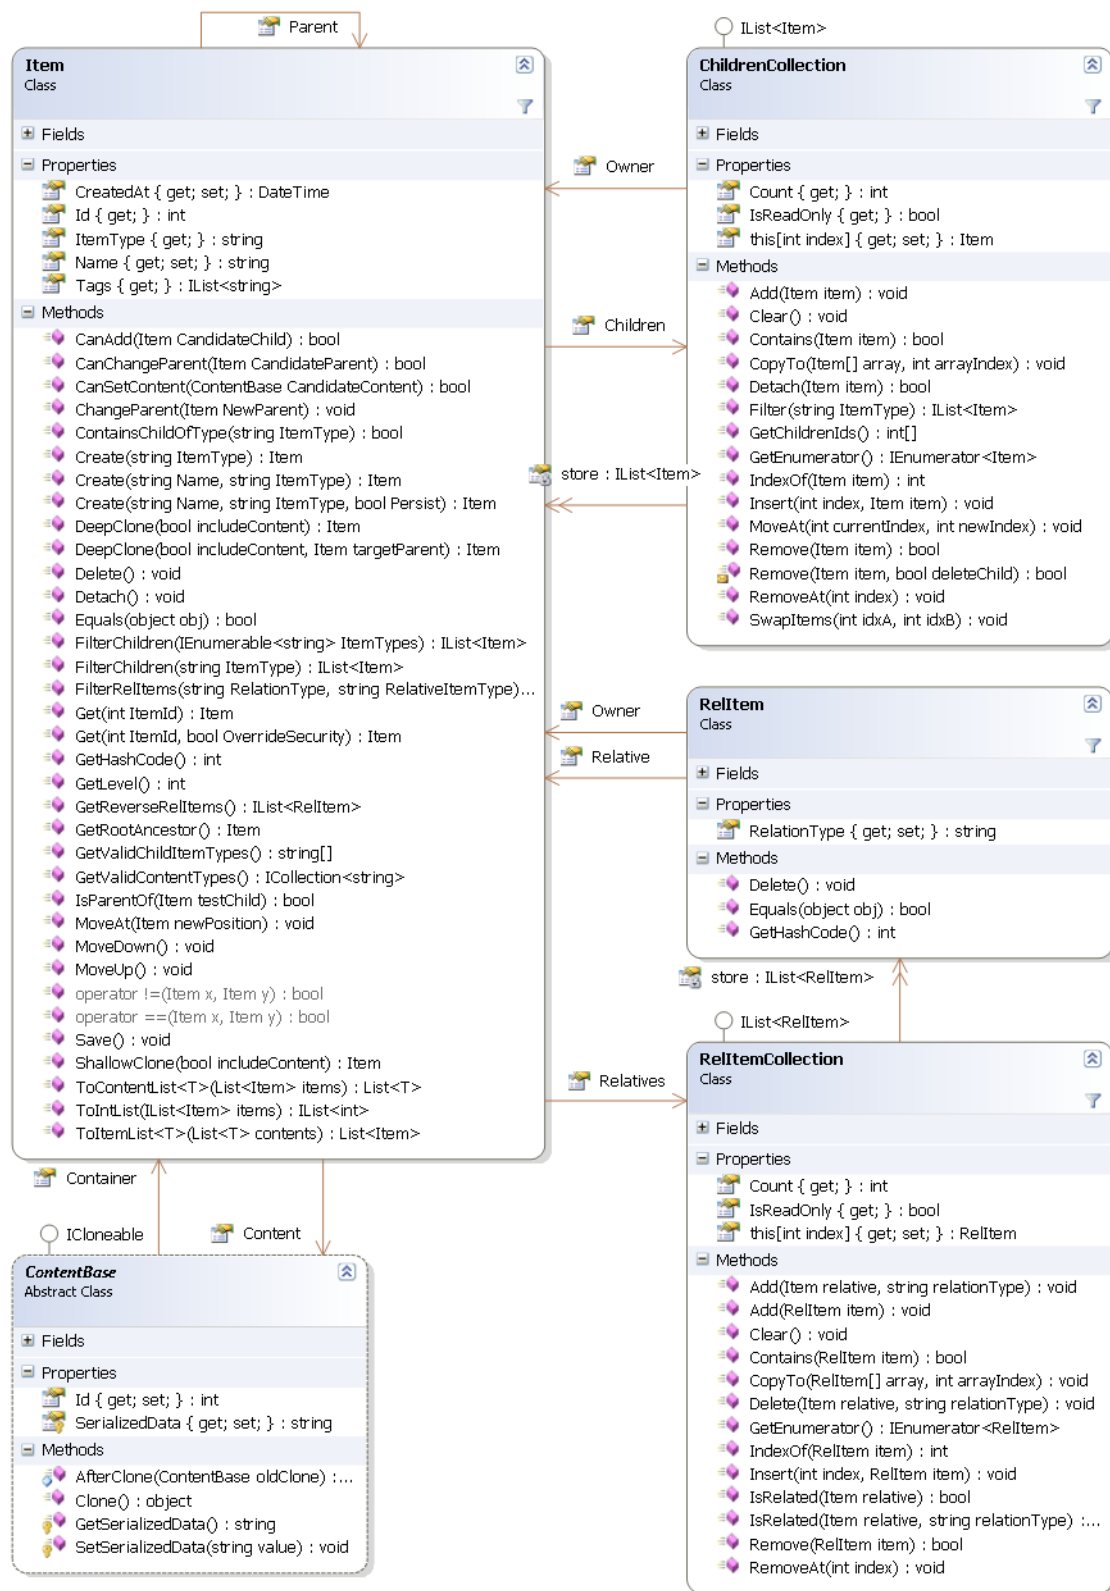 Parent
Item
Class
Fields
Properties
CreatedAt { get; set; } : DateTime
Id { get; } : int
ItemType { get; } : string
Name { get; set; } : string
Tags { get; } : IList<string>
Methods
CanAdd(Item CandidateChild) : bool
CanChangeParent(Item CandidateParent) : bool
CanSetContent(ContentBase CandidateContent) : bool
ChangeParent(Item NewParent) : void
ContainsChildOfType(string ItemType) : bool
Create(string ItemType) : Item
Create(string Name, string ItemType) : Item
Create(string Name, string ItemType, bool Persist) : Item
DeepClone(bool includeContent) : Item
DeepClone(bool includeContent, Item targetParent) : Item
Delete() : void
Detach() : void
Equals(object obj) : bool
FilterChildren(IEnumerable<string> ItemTypes) : IList<Item>
FilterChildren(string ItemType) : IList<Item>
FilterRelItems(string RelationType, string RelativeItemType)...
Get(int ItemId) : Item
Get(int ItemId, bool OverrideSecurity) : Item
GetHashCode() : int
GetLevel() : int
GetReverseRelItems() : IList<RelItem>
GetRootAncestor() : Item
GetValidChildItemTypes() : string[]
GetValidContentTypes() : ICollection<string>
IsParentOf(Item testChild) : bool
MoveAt(Item newPosition) : void
MoveDown() : void
MoveUp() : void
operator !=(Item x, Item y) : bool
operator ==(Item x, Item y) : bool
Save() : void
ShallowClone(bool includeContent) : Item
ToContentList<T>(List<Item> items) : List<T>
ToIntList(IList<Item> items) : IList<int>
ToItemList<T>(List<T> contents) : List<Item>
Owner
Children
store : IList<Item>
Owner
Relative
Relatives
IList<Item>
ChildrenCollection
Class
Fields
Properties
Count { get; } : int
IsReadOnly { get; } : bool
this[int index] { get; set; } : Item
Methods
Add(Item item) : void
Clear() : void
Contains(Item item) : bool
CopyTo(Item[] array, int arrayIndex) : void
Detach(Item item) : bool
Filter(string ItemType) : IList<Item>
GetChildrenIds() : int[]
GetEnumerator() : IEnumerator<Item>
IndexOf(Item item) : int
Insert(int index, Item item) : void
MoveAt(int currentIndex, int newIndex) : void
Remove(Item item) : bool
Remove(Item item, bool deleteChild) : bool
RemoveAt(int index) : void
SwapItems(int idxA, int idxB) : void
RelItem
Class
Fields
Properties
RelationType { get; set; } : string
Methods
Delete() : void
Equals(object obj) : bool
GetHashCode() : int
store : IList<RelItem>
IList<RelItem>
RelItemCollection
Class
Fields
Properties
Count { get; } : int
IsReadOnly { get; } : bool
this[int index] { get; set; } : RelItem
Methods
Add(Item relative, string relationType) : void
Add(RelItem item) : void
Clear() : void
Contains(RelItem item) : bool
CopyTo(RelItem[] array, int arrayIndex) : void
Delete(Item relative, string relationType) : void
GetEnumerator() : IEnumerator<RelItem>
IndexOf(RelItem item) : int
Insert(int index, RelItem item) : void
IsRelated(Item relative) : bool
IsRelated(Item relative, string relationType) :...
Remove(RelItem item) : bool
RemoveAt(int index) : void
Container
Content
ICloneable
ContentBase
Abstract Class
Fields
Properties
Id { get; set; } : int
SerializedData { get; set; } : string
Methods
AfterClone(ContentBase oldClone) :...
Clone() : object
GetSerializedData() : string
SetSerializedData(string value) : void